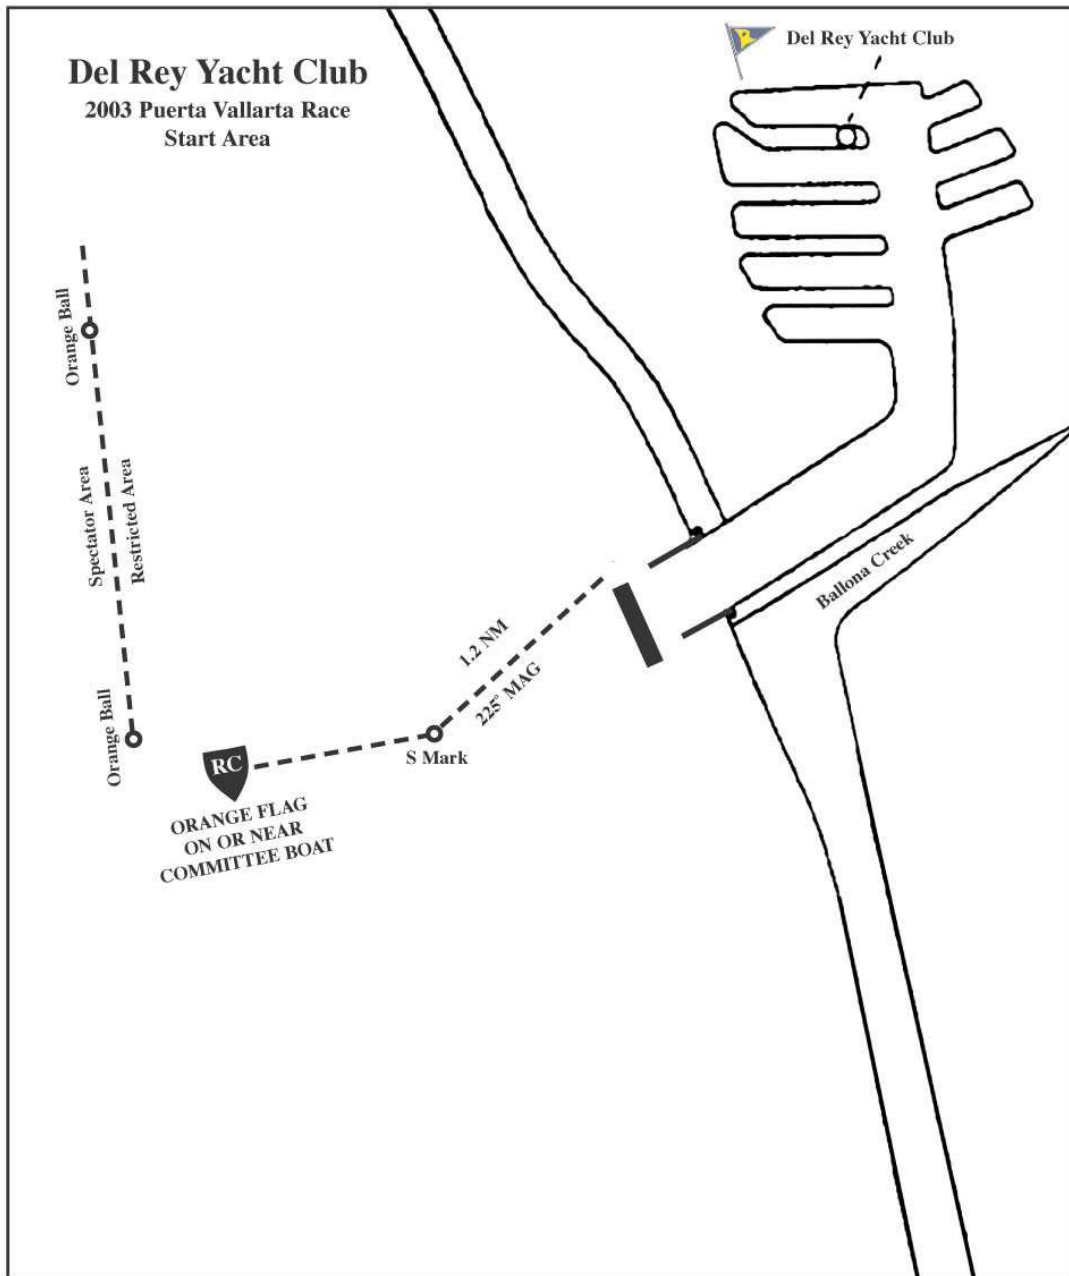 Del Rey Yacht Club
2003 Puerta Vallarta Race
Start Area
Del Rey Yacht Club
Orange Ball
Spectator Area
Restricted Area
Orange Ball
1.2 NM
225° MAG
S Mark
RC
ORANGE FLAG
ON OR NEAR
COMMITTEE BOAT
Ballona Creek